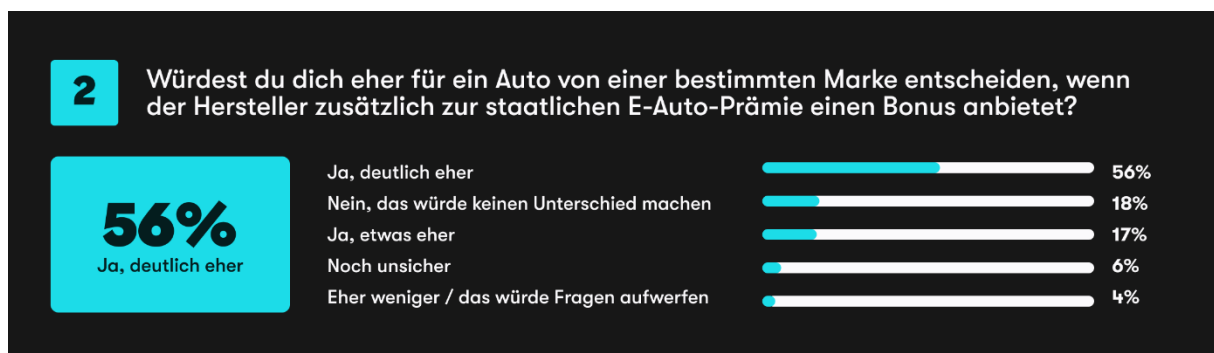 2
Würdest du dich eher für ein Auto von einer bestimmten Marke entscheiden, wenn
der Hersteller zusätzlich zur staatlichen E-Auto-Prämie einen Bonus anbietet?
56%
Ja, deutlich eher
Ja, deutlich eher 56%
Nein, das würde keinen Unterschied machen 18%
Ja, etwas eher 17%
Noch unsicher 6%
Eher weniger / das würde Fragen aufwerfen 4%